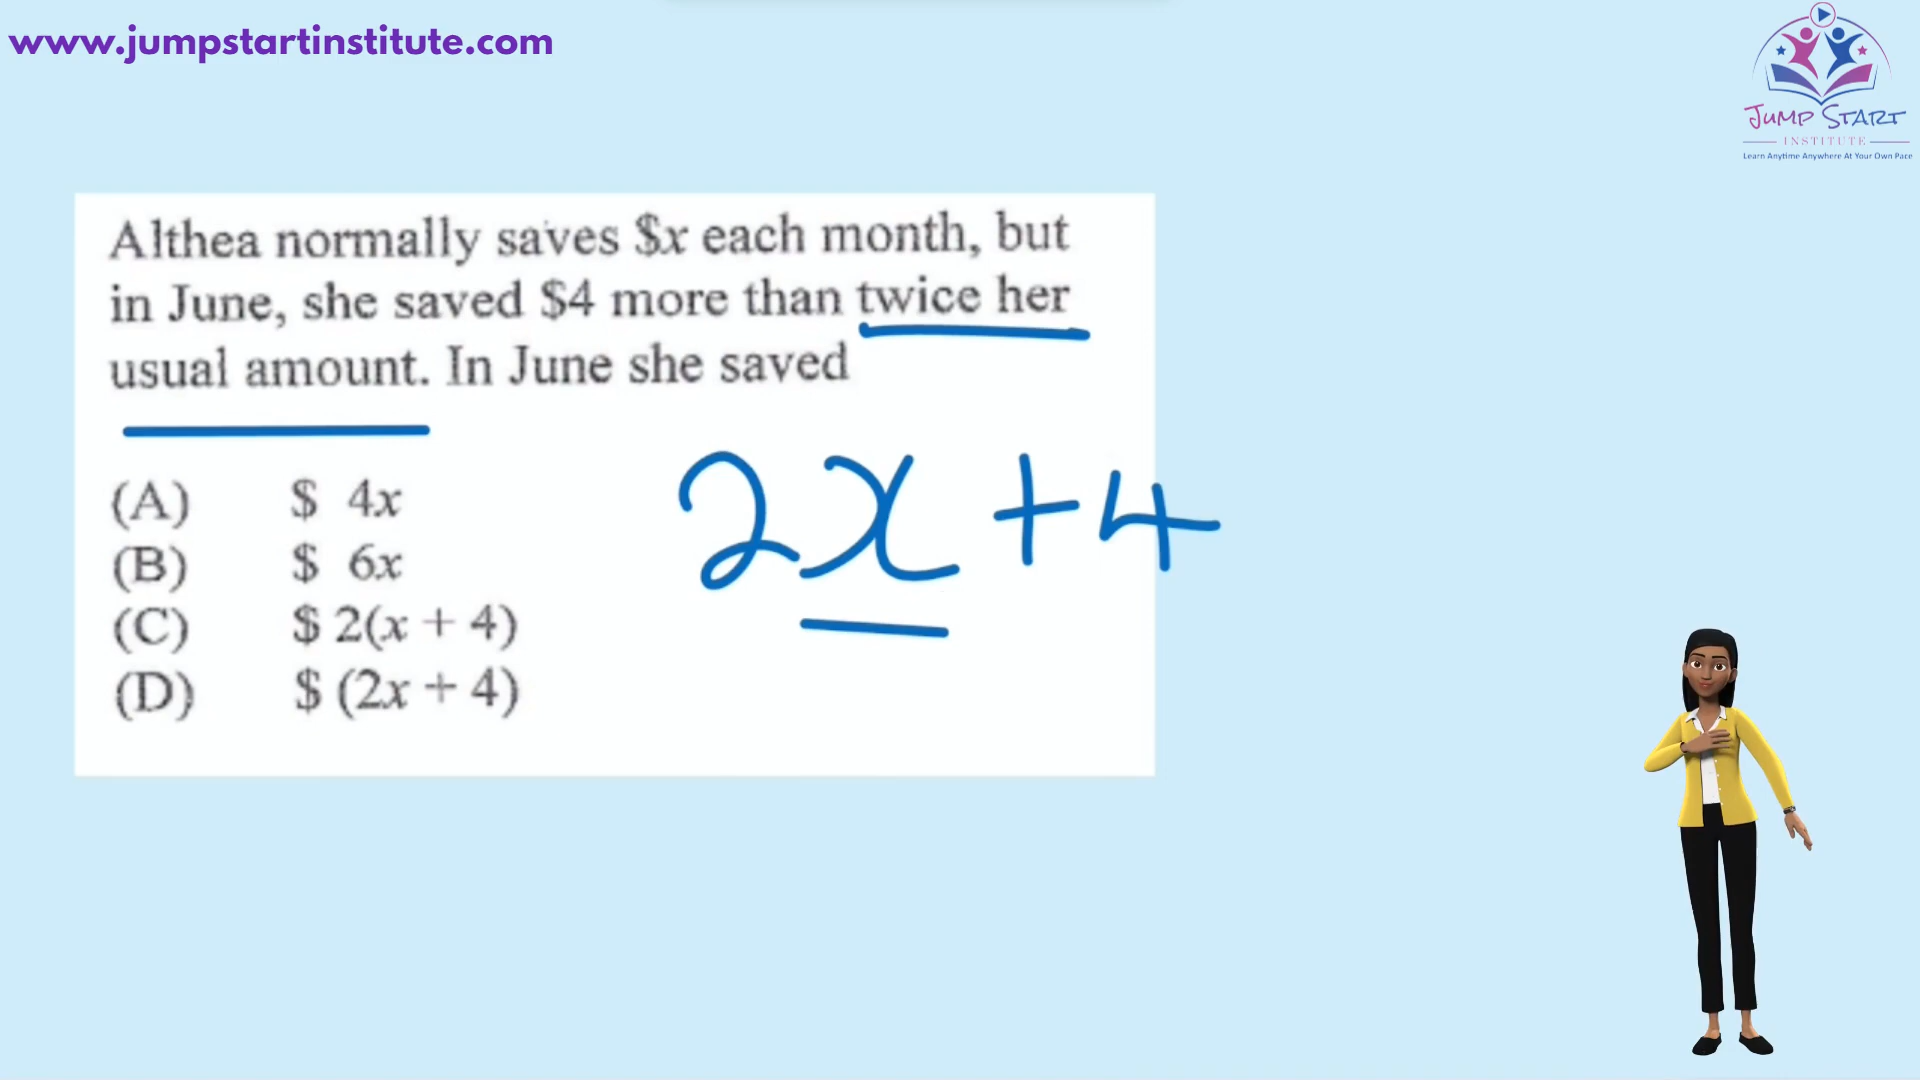 www.jumpstartinstitute.com
JUMP START
INSTITUTE
Learn Anytime Anywhere At Your Own Pace
Althea normally saves $x each month, but
in June, she saved $4 more than twice her
usual amount. In June she saved
(A) $ 4x
(B) $ 6x
(C) $ 2(x + 4)
(D) $ (2x + 4)
2x + 4